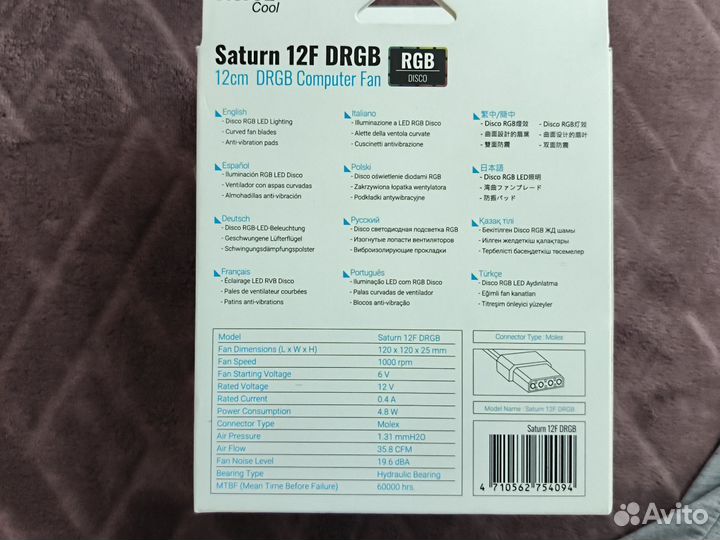 Cool
Saturn 12F DRGB
12cm DRGB Computer Fan
RGB
DISCO
English
- Disco RGB LED Lighting
- Curved fan blades
- Anti-vibration pads
Español
- Iluminación RGB LED Disco
- Ventilador con aspas curvadas
- Almohadillas anti-vibración
Deutsch
- Disco RGB-LED-Beleuchtung
- Geschwungene Lüfterflügel
- Schwingungsdämpfungspolster
Français
- Éclairage LED RVB Disco
- Pales de ventilateur courbées
- Patins anti-vibrations
Italiano
- Illuminazione a LED RGB Disco
- Alette della ventola curvate
- Cuscinetti antivibrazione
Polski
- Disco oświetlenie diodami RGB
- Zakrzywiona łopatka wentylatora
- Podkładki antywibracyjne
Русский
- Disco светодиодная подсветка RGB
- Изогнутые лопасти вентиляторов
- Виброизолирующие прокладки
Português
- Iluminação LED com RGB Disco
- Palas curvadas de ventilador
- Blocos anti-vibração
繁中/簡中
- Disco RGB燈效 - Disco RGB灯效
- 曲面設計的扇葉 - 曲面设计的扇叶
- 雙面防震 - 双面防震
日本語
- Disco RGB LED照明
- 湾曲ファンブレード
- 防振パッド
Қазақ тілі
- Бекітілген Disco RGB ЖД шамы
- Иілген желдеткіш қалақтары
- Тербелісті бәсеңдеткіш төсемелер
Türkçe
- Disco RGB LED Aydınlatma
- Eğimli fan kanatları
- Titreşim önleyici yüzeyler
Model Saturn 12F DRGB
Fan Dimensions (L x W x H) 120 x 120 x 25 mm
Fan Speed 1000 rpm
Fan Starting Voltage 6 V
Rated Voltage 12 V
Rated Current 0.4 A
Power Consumption 4.8 W
Connector Type Molex
Air Pressure 1.31 mmH2O
Air Flow 35.8 CFM
Fan Noise Level 19.6 dBA
Bearing Type Hydraulic Bearing
MTBF (Mean Time Before Failure) 60000 hrs.
Connector Type : Molex
Model Name : Saturn 12F DRGB
Saturn 12F DRGB
4 710562 754094
Avito